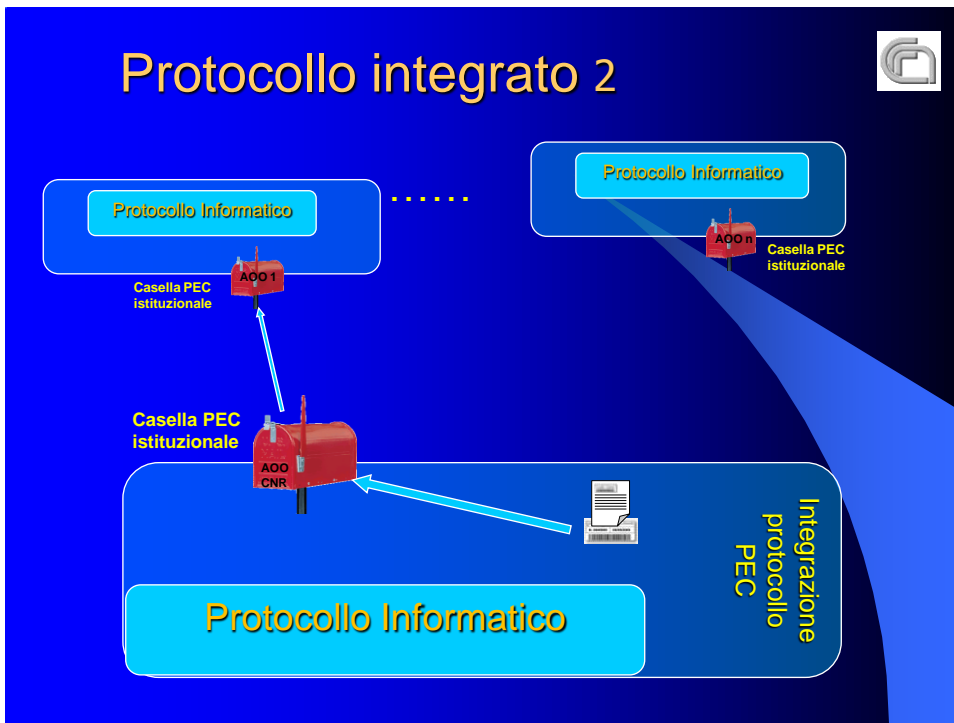 Protocollo integrato 2
Protocollo Informatico
......
Protocollo Informatico
AOO 1
Casella PEC
istituzionale
AOO n
Casella PEC
istituzionale
Casella PEC
istituzionale
AOO
CNR
Integrazione
protocollo
PEC
Protocollo Informatico